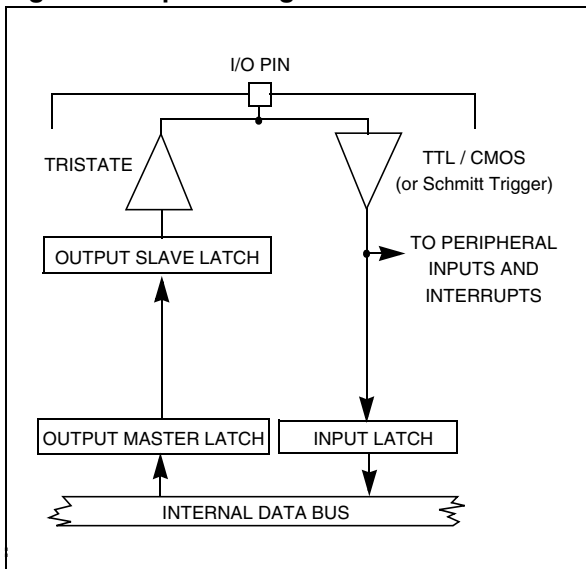 I/O PIN
TRISTATE
TTL / CMOS
(or Schmitt Trigger)
TO PERIPHERAL
INPUTS AND
INTERRUPTS
OUTPUT SLAVE LATCH
OUTPUT MASTER LATCH
INPUT LATCH
INTERNAL DATA BUS